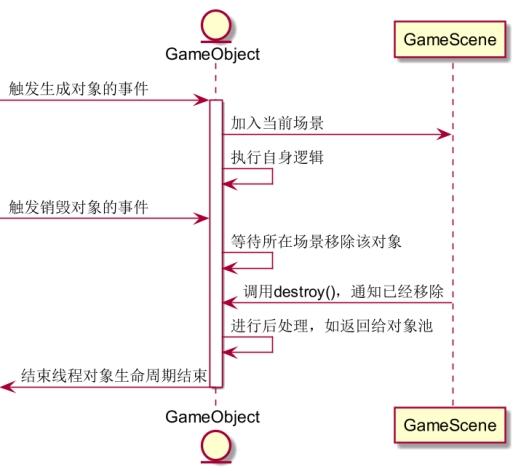 GameObject
GameScene
触发生成对象的事件
加入当前场景
执行自身逻辑
触发销毁对象的事件
等待所在场景移除该对象
调用destroy()，通知已经移除
进行后处理，如返回给对象池
结束线程对象生命周期结束
GameObject
GameScene